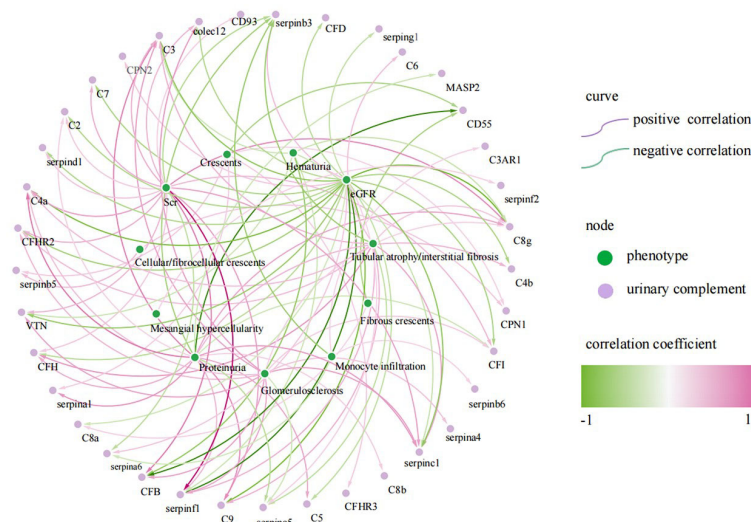 CD93
serpinb3
colec12
CFD
C3
serping1
CPN2
C6
C7
MASP2
C2
CD55
serpind1
C3AR1
C4a
serpinf2
CFHR2
C8g
serpinb5
C4b
VTN
CPN1
CFH
CFI
serpina1
serpinb6
C8a
serpina4
serpina6
serpinc1
CFB
C8b
serpinf1
CFHR3
C9
C5
Crescents
Hematuria
Scr
eGFR
Cellular/fibrocellular crescents
Tubular atrophy/interstitial fibrosis
Mesangial hypercellularity
Fibrous crescents
Proteinuria
Monocyte infiltration
Glomerulosclerosis
curve
positive correlation
negative correlation
node
phenotype
urinary complement
correlation coefficient
-1
1